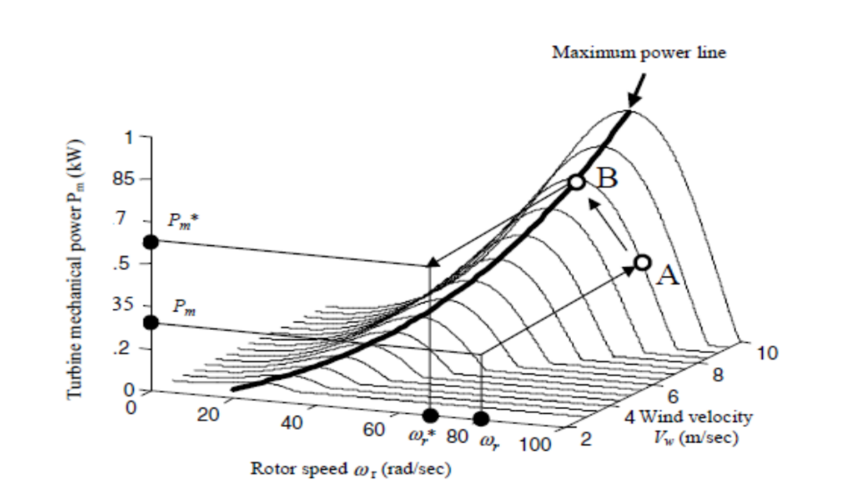 Maximum power line
Turbine mechanical power Pm (kW)
1
85
.7
.5
35
.2
0
Pm*
Pm
B
A
0
20
40
60
ωr*
80
ωr
100
2
4
6
8
10
Wind velocity
Vw (m/sec)
Rotor speed ωr (rad/sec)